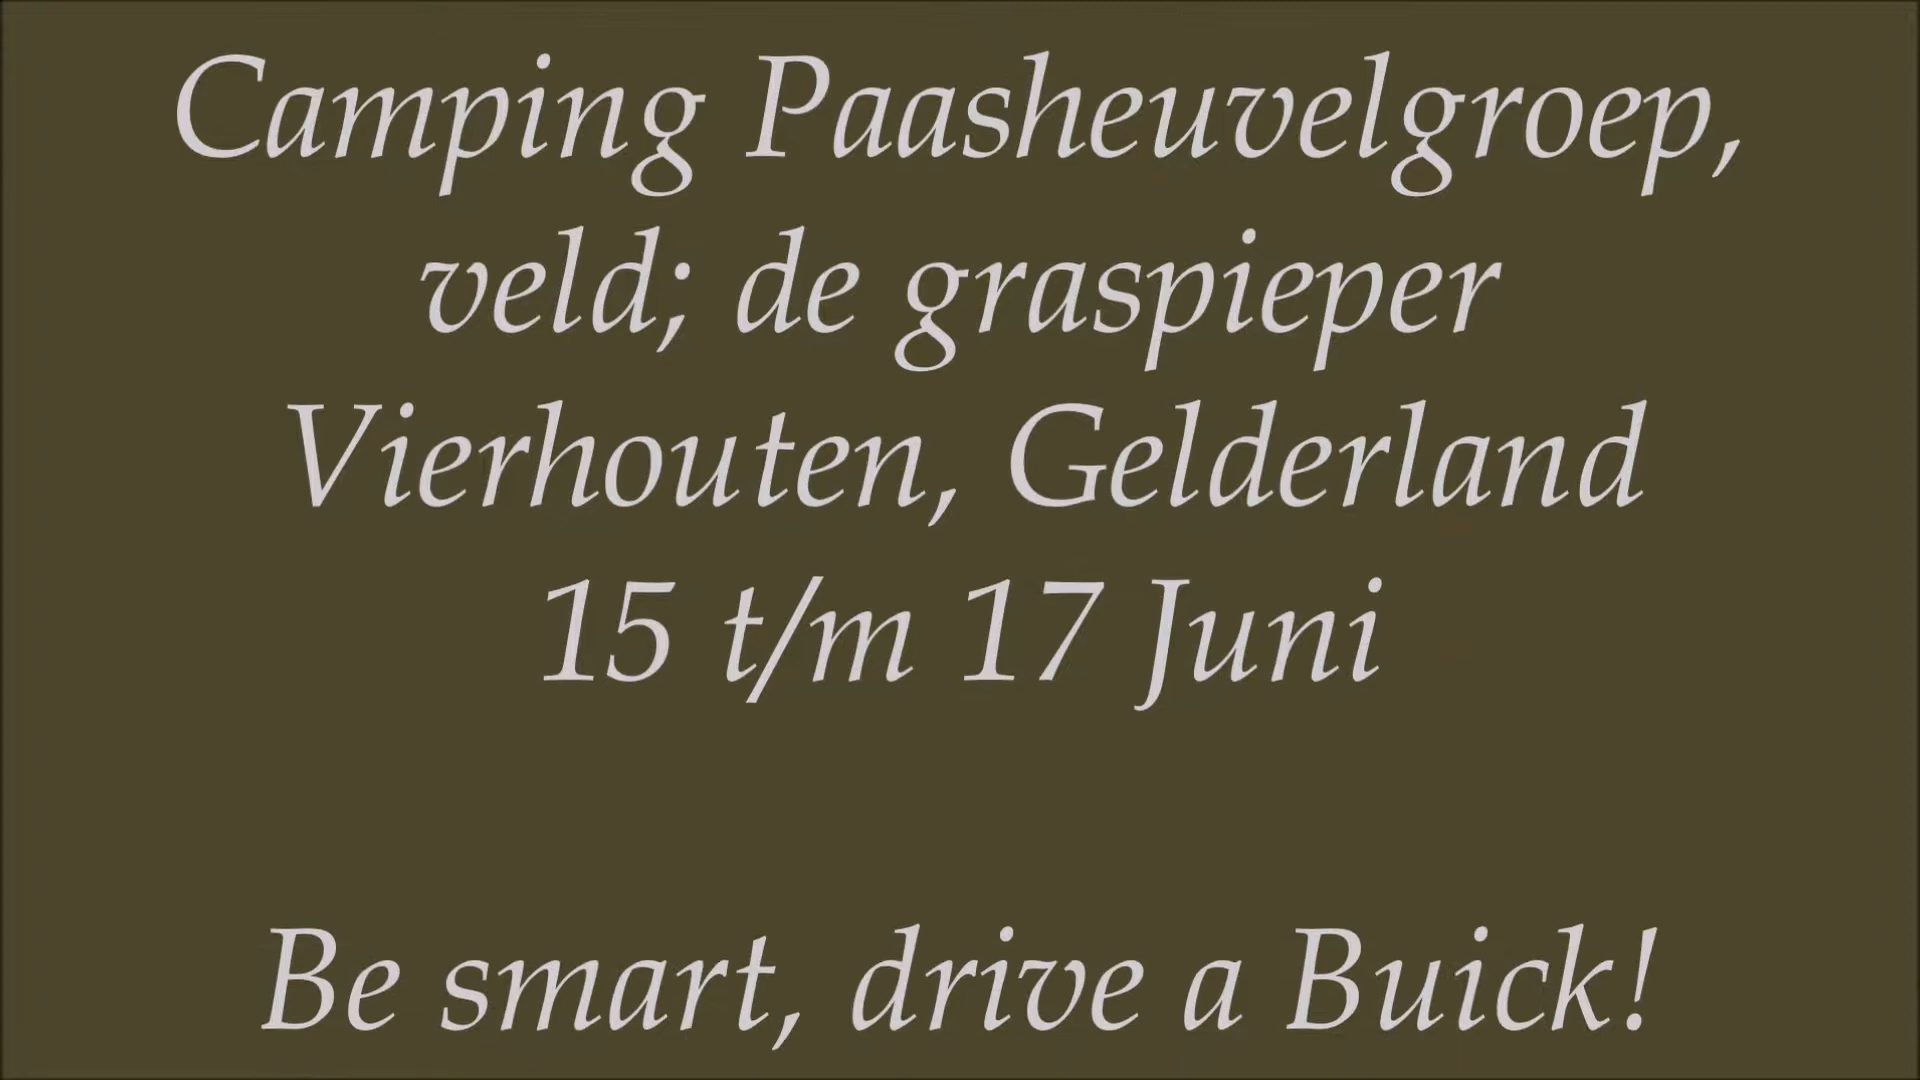 Camping Paasheuvelgroep,
veld; de graspieper
Vierhouten, Gelderland
15 t/m 17 Juni
Be smart, drive a Buick!